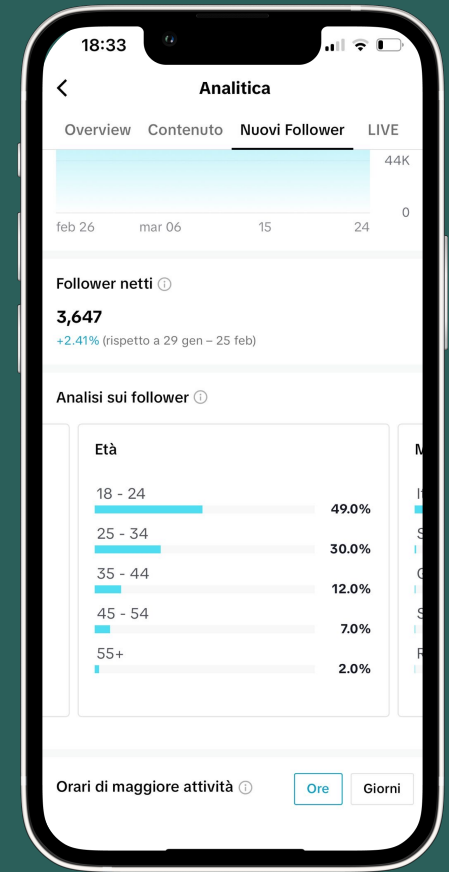 18:33
Analitica
Overview Contenuto Nuovi Follower LIVE
44K
0
feb 26 mar 06 15 24
Follower netti
3,647
+2.41% (rispetto a 29 gen – 25 feb)
Analisi sui follower
Età
18 - 24
49.0%
25 - 34
30.0%
35 - 44
12.0%
45 - 54
7.0%
55+
2.0%
Orari di maggiore attività
Ore Giorni